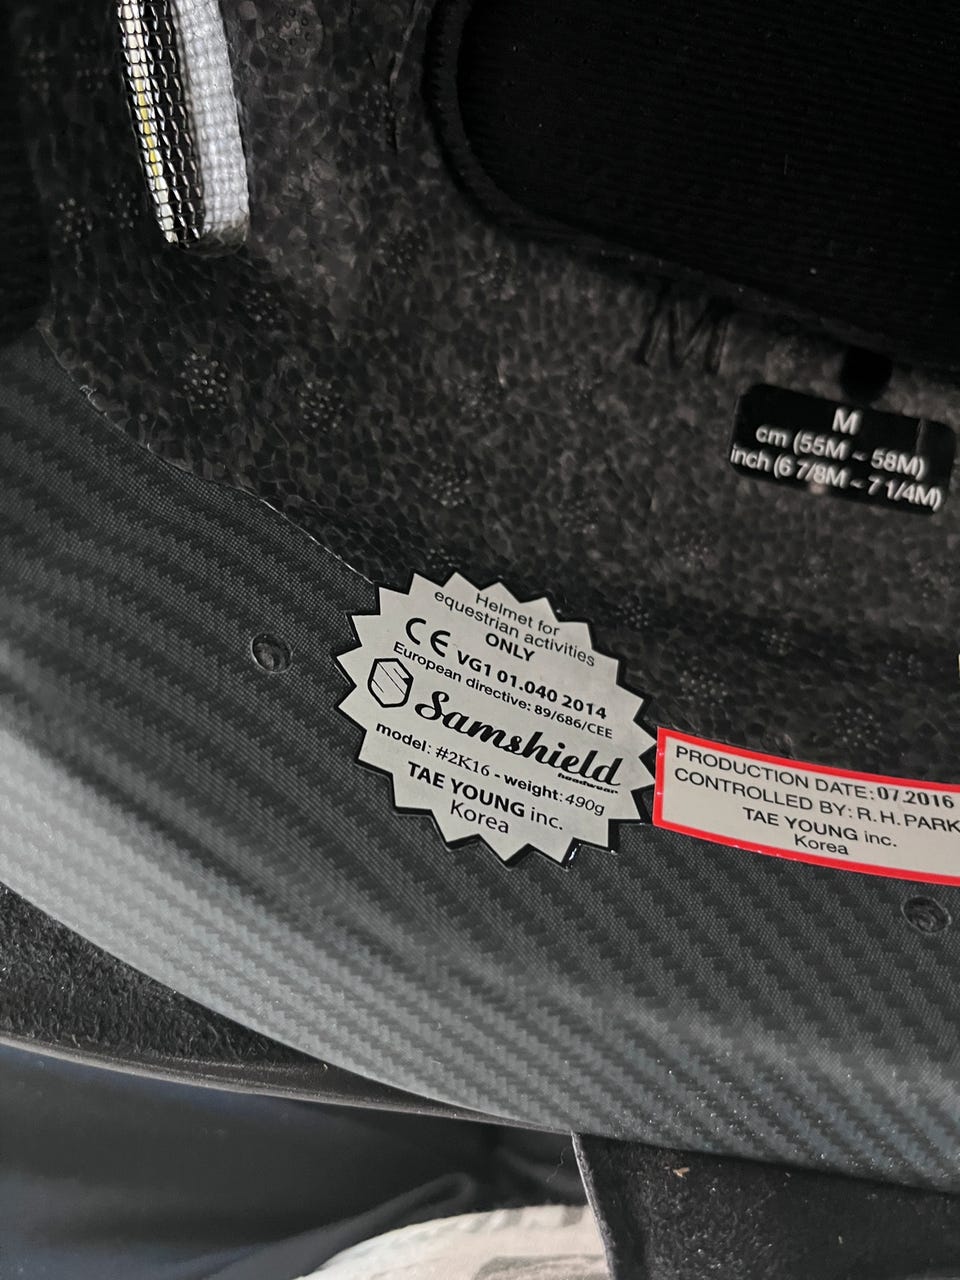 M
M
cm (55M ~ 58M)
inch (6 7/8M ~ 7 1/4M)
Helmet for
equestrian activities
ONLY
CE VG1 01.040 2014
European directive: 89/686/CEE
Samshield
headwear
model: #2K16 - weight: 490g
TAE YOUNG inc.
Korea
PRODUCTION DATE: 07.2016
CONTROLLED BY: R.H. PARK
TAE YOUNG inc.
Korea